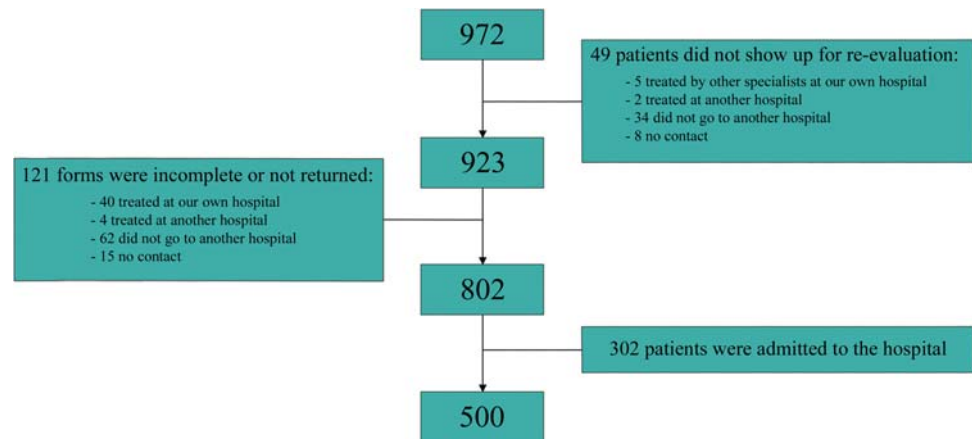 972
49 patients did not show up for re-evaluation:
- 5 treated by other specialists at our own hospital
- 2 treated at another hospital
- 34 did not go to another hospital
- 8 no contact
923
121 forms were incomplete or not returned:
- 40 treated at our own hospital
- 4 treated at another hospital
- 62 did not go to another hospital
- 15 no contact
802
302 patients were admitted to the hospital
500